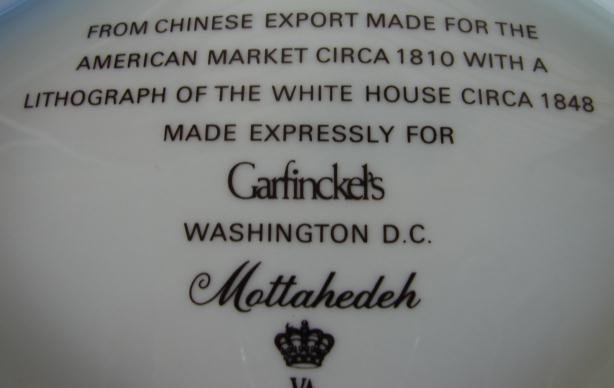 FROM CHINESE EXPORT MADE FOR THE
AMERICAN MARKET CIRCA 1810 WITH A
LITHOGRAPH OF THE WHITE HOUSE CIRCA 1848
MADE EXPRESSLY FOR
Garfinckel's
WASHINGTON D.C.
Mottahedeh
VA